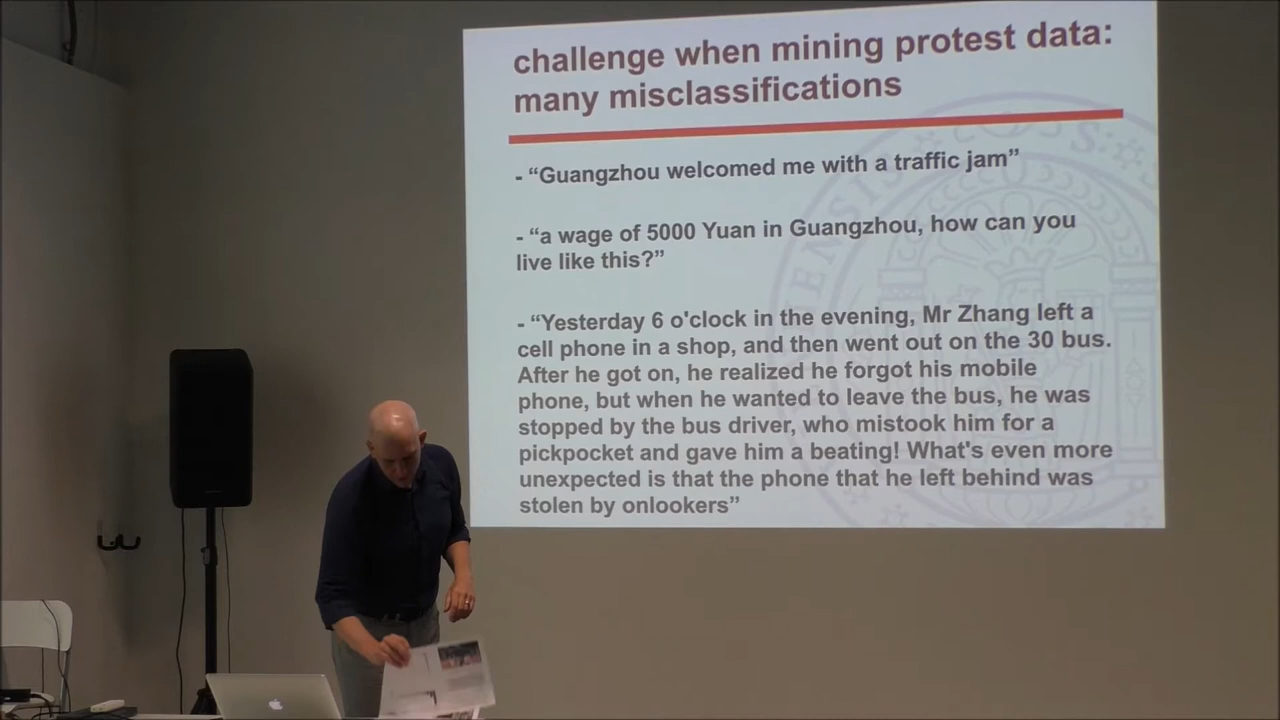 challenge when mining protest data:
many misclassifications
- “Guangzhou welcomed me with a traffic jam”
- “a wage of 5000 Yuan in Guangzhou, how can you
live like this?”
- “Yesterday 6 o'clock in the evening, Mr Zhang left a
cell phone in a shop, and then went out on the 30 bus.
After he got on, he realized he forgot his mobile
phone, but when he wanted to leave the bus, he was
stopped by the bus driver, who mistook him for a
pickpocket and gave him a beating! What's even more
unexpected is that the phone that he left behind was
stolen by onlookers”